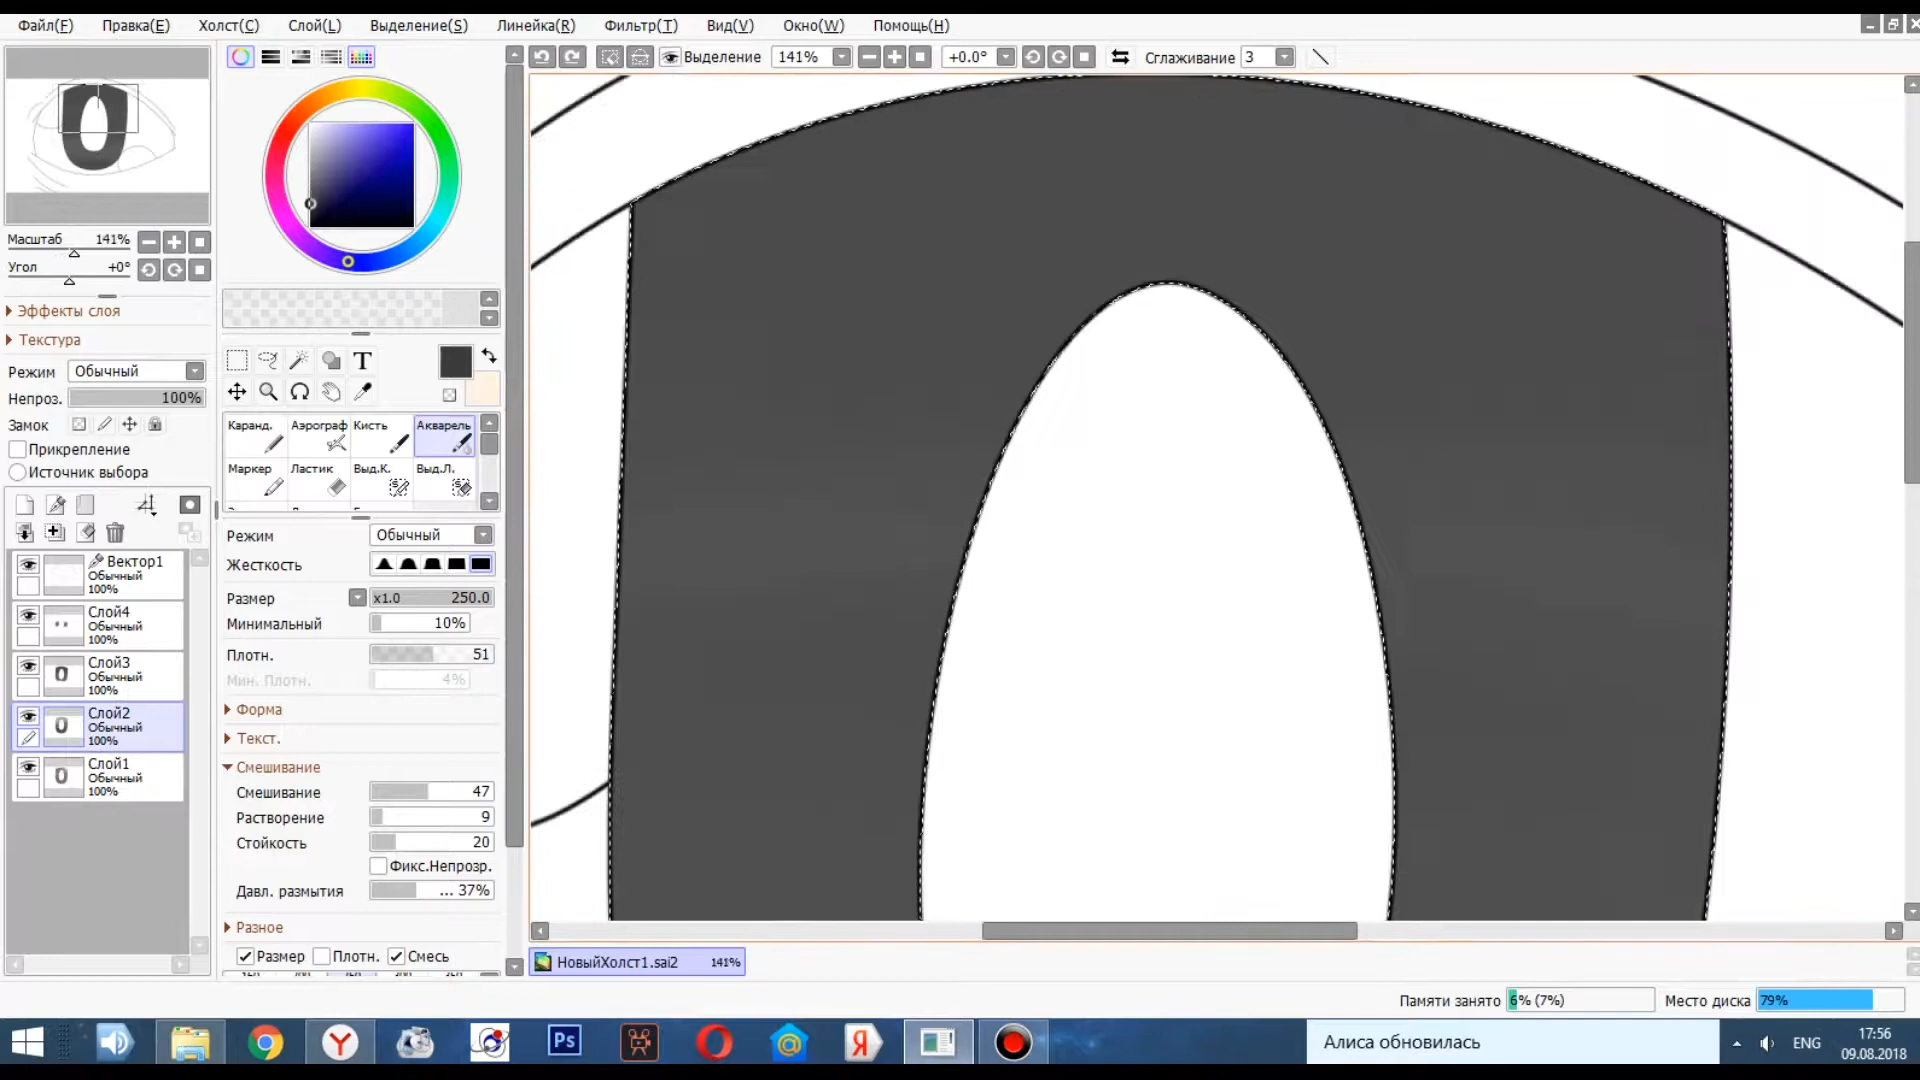 Файл(F) Правка(E) Холст(C) Слой(L) Выделение(S) Линейка(R) Фильтр(T) Вид(V) Окно(W) Помощь(H)
Выделение 141% +0.0° Сглаживание 3
Масштаб 141%
Угол +0°
Эффекты слоя
Текстура
Режим Обычный
Непроз. 100%
Замок
Прикрепление
Источник выбора
Вектор1
Обычный
100%
Слой4
Обычный
100%
Слой3
Обычный
100%
Слой2
Обычный
100%
Слой1
Обычный
100%
T
Каранд. Аэрограф Кисть Акварель
Маркер Ластик Выд.К. Выд.Л.
Режим Обычный
Жесткость
Размер x1.0 250.0
Минимальный 10%
Плотн. 51
Мин. Плотн. 4%
Форма
Текст.
Смешивание
Смешивание 47
Растворение 9
Стойкость 20
Фикс.Непрозр.
Давл. размытия ... 37%
Разное
Размер Плотн. Смесь
НовыйХолст1.sai2 141%
Памяти занято 6% (7%) Место диска 79%
Y Ps Я Алиса обновилась ENG 17:56
09.08.2018